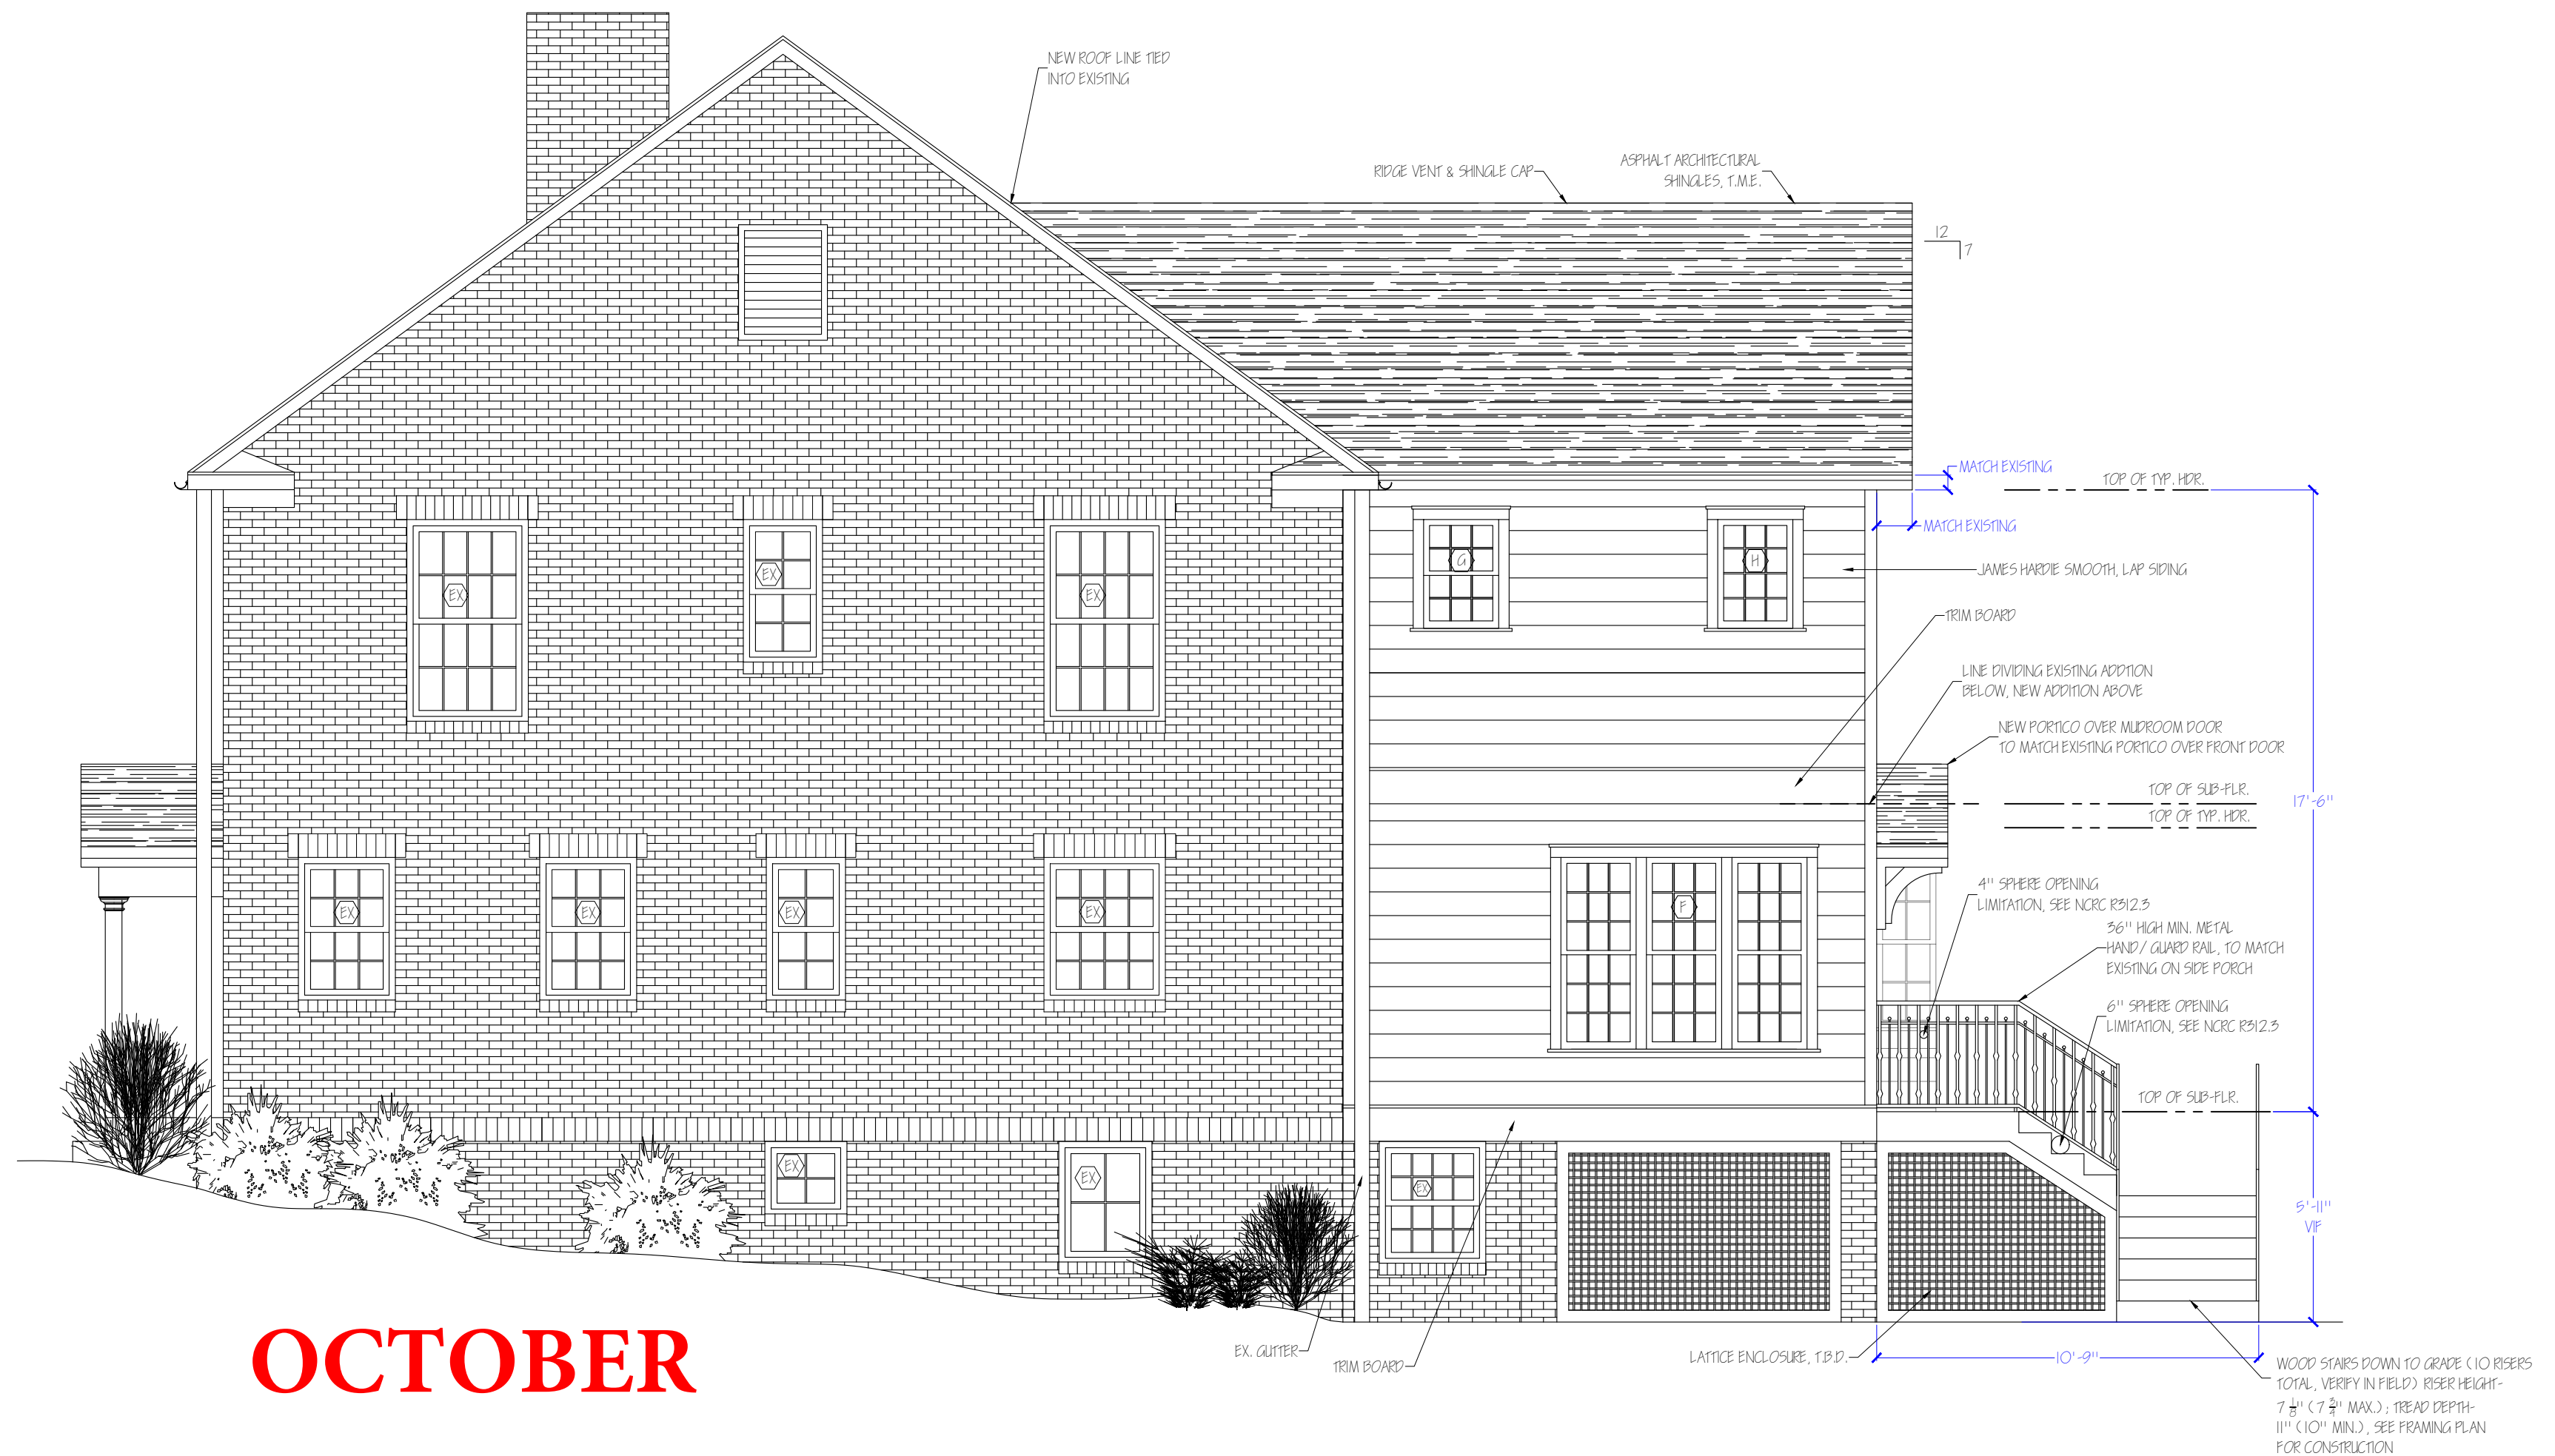 NEW ROOF LINE TIED
INTO EXISTING
RIDGE VENT & SHINGLE CAP
ASPHALT ARCHITECTURAL
SHINGLES, T.M.E.
12
7
MATCH EXISTING
TOP OF TYP. HDR.
MATCH EXISTING
EX
EX
EX
G
H
JAMES HARDIE SMOOTH, LAP SIDING
TRIM BOARD
LINE DIVIDING EXISTING ADDTION
BELOW, NEW ADDITION ABOVE
NEW PORTICO OVER MUDROOM DOOR
TO MATCH EXISTING PORTICO OVER FRONT DOOR
TOP OF SUB-FLR.
17'-6"
TOP OF TYP. HDR.
EX
EX
EX
EX
F
4" SPHERE OPENING
LIMITATION, SEE NCRC R312.3
36" HIGH MIN. METAL
HAND/ GUARD RAIL, TO MATCH
EXISTING ON SIDE PORCH
6" SPHERE OPENING
LIMITATION, SEE NCRC R312.3
TOP OF SUB-FLR.
EX
EX
EX
5'-11"
VIF
OCTOBER
EX. GUTTER
TRIM BOARD
LATTICE ENCLOSURE, T.B.D.
10'-9"
WOOD STAIRS DOWN TO GRADE (10 RISERS
TOTAL, VERIFY IN FIELD) RISER HEIGHT-
7 1/8" (7 3/4" MAX.) ; TREAD DEPTH-
11" (10" MIN.), SEE FRAMING PLAN
FOR CONSTRUCTION